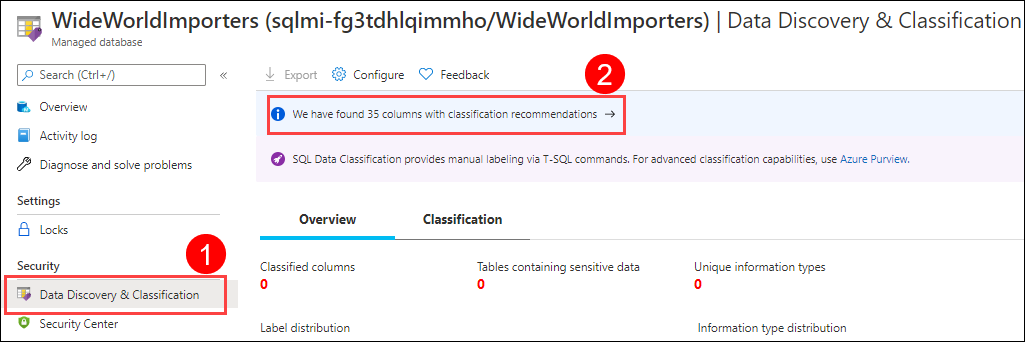 WideWorldImporters (sqlmi-fg3tdhlqimmho/WideWorldImporters) | Data Discovery & Classification
Managed database
Search (Ctrl+/)
«
Export
Configure
Feedback
2
Overview
Activity log
Diagnose and solve problems
We have found 35 columns with classification recommendations →
SQL Data Classification provides manual labeling via T-SQL commands. For advanced classification capabilities, use Azure Purview.
Settings
Locks
1
Security
Data Discovery & Classification
Security Center
Overview
Classification
Classified columns
0
Tables containing sensitive data
0
Unique information types
0
Label distribution
Information type distribution